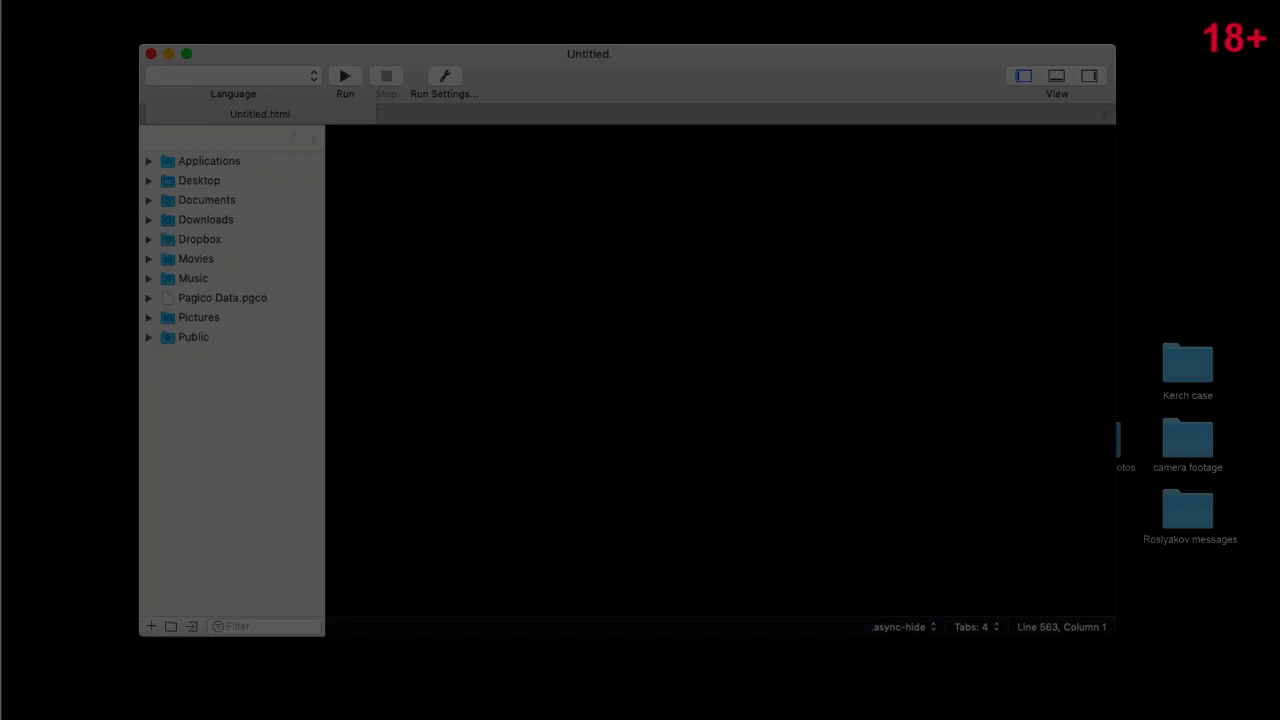 18+
Untitled.
Language
Run
Stop
Run Settings...
View
Untitled.html
Applications
Desktop
Documents
Downloads
Dropbox
Movies
Music
Pagico Data.pgco
Pictures
Public
Kerch case
otos
camera footage
Roslyakov messages
Filter
.async-hide
Tabs: 4
Line 563, Column 1